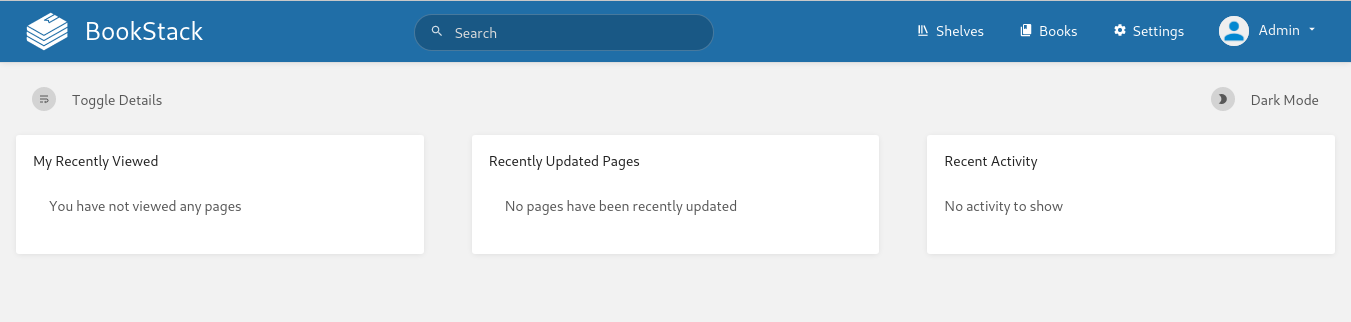 BookStack
Search
Shelves
Books
Settings
Admin
Toggle Details
Dark Mode
My Recently Viewed
You have not viewed any pages
Recently Updated Pages
No pages have been recently updated
Recent Activity
No activity to show